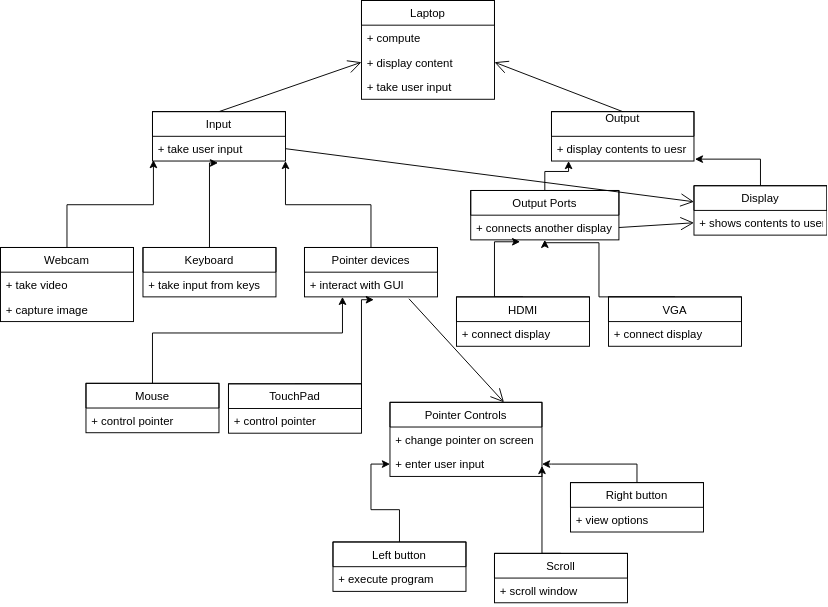 Laptop
+ compute
+ display content
+ take user input
Input
+ take user input
Output
+ display contents to uesr
Display
+ shows contents to use
Output Ports
+ connects another display
Webcam
+ take video
+ capture image
Keyboard
+ take input from keys
Pointer devices
+ interact with GUI
HDMI
+ connect display
VGA
+ connect display
Mouse
+ control pointer
TouchPad
+ control pointer
Pointer Controls
+ change pointer on screen
+ enter user input
Right button
+ view options
Left button
+ execute program
Scroll
+ scroll window